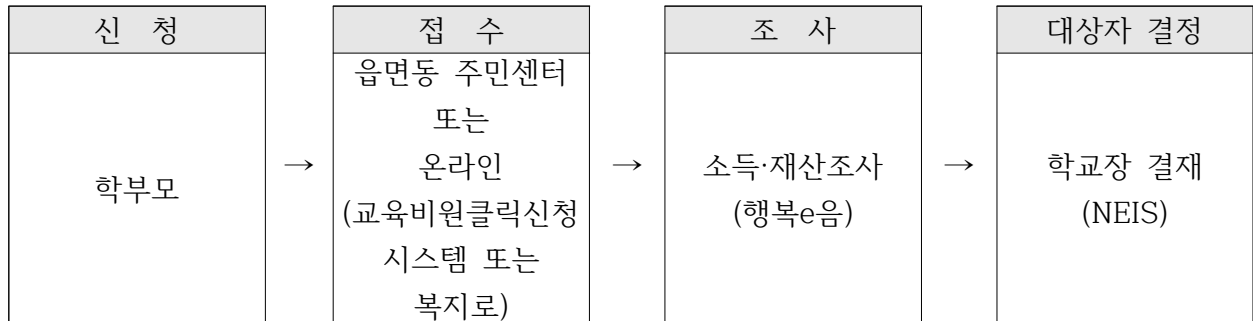 신 청
학부모
→
접 수
읍면동 주민센터
또는
온라인
(교육비원클릭신청
시스템 또는
복지로)
→
조 사
소득·재산조사
(행복e음)
→
대상자 결정
학교장 결재
(NEIS)